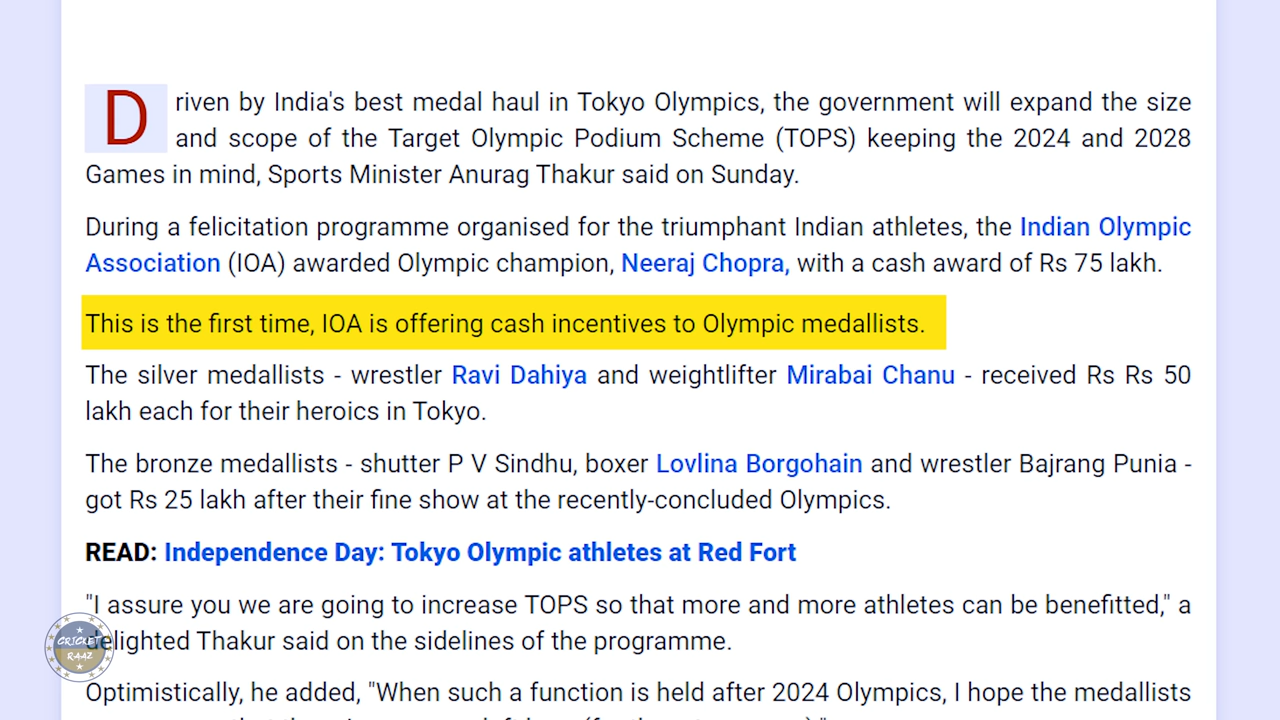 Driven by India's best medal haul in Tokyo Olympics, the government will expand the size
and scope of the Target Olympic Podium Scheme (TOPS) keeping the 2024 and 2028
Games in mind, Sports Minister Anurag Thakur said on Sunday.
During a felicitation programme organised for the triumphant Indian athletes, the Indian Olympic
Association (IOA) awarded Olympic champion, Neeraj Chopra, with a cash award of Rs 75 lakh.
This is the first time, IOA is offering cash incentives to Olympic medallists.
The silver medallists - wrestler Ravi Dahiya and weightlifter Mirabai Chanu - received Rs Rs 50
lakh each for their heroics in Tokyo.
The bronze medallists - shutter P V Sindhu, boxer Lovlina Borgohain and wrestler Bajrang Punia -
got Rs 25 lakh after their fine show at the recently-concluded Olympics.
READ: Independence Day: Tokyo Olympic athletes at Red Fort
"I assure you we are going to increase TOPS so that more and more athletes can be benefitted," a
delighted Thakur said on the sidelines of the programme.
CRICKET
RAAZ
Optimistically, he added, "When such a function is held after 2024 Olympics, I hope the medallists